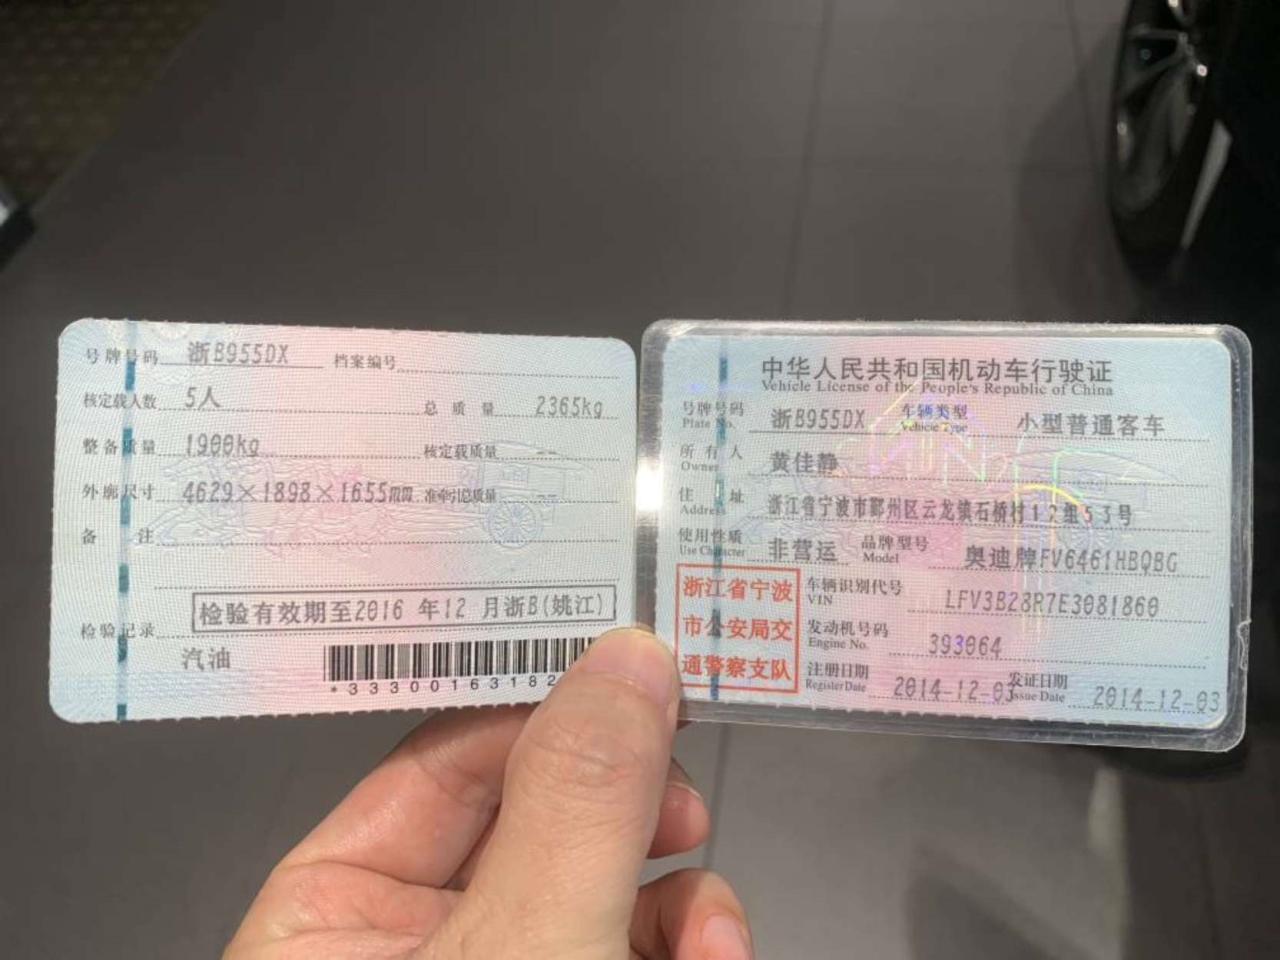 号牌号码 浙B955DX 档案编号
核定载人数 5人 总质量 2365kg
整备质量 1900kg 核定载质量 --
外廓尺寸 4629×1898×1655mm 准牵引总质量 --
备注
检验有效期至2016 年12 月浙B(姚江)
检验记录
汽油
*33300163182
中华人民共和国机动车行驶证
Vehicle License of the People's Republic of China
号牌号码 浙B955DX 车辆类型 小型普通客车
Plate No. Vehicle Type
所有人 黄佳静
Owner
住址 浙江省宁波市鄞州区云龙镇石桥村12组53号
Address
使用性质 非营运 品牌型号 奥迪牌FV6461HBQBG
Use Character Model
浙江省宁波
市公安局交
通警察支队
车辆识别代号 LFV3B28R7E3081860
VIN
发动机号码 393064
Engine No.
注册日期 2014-12-03 发证日期 2014-12-03
Register Date Issue Date